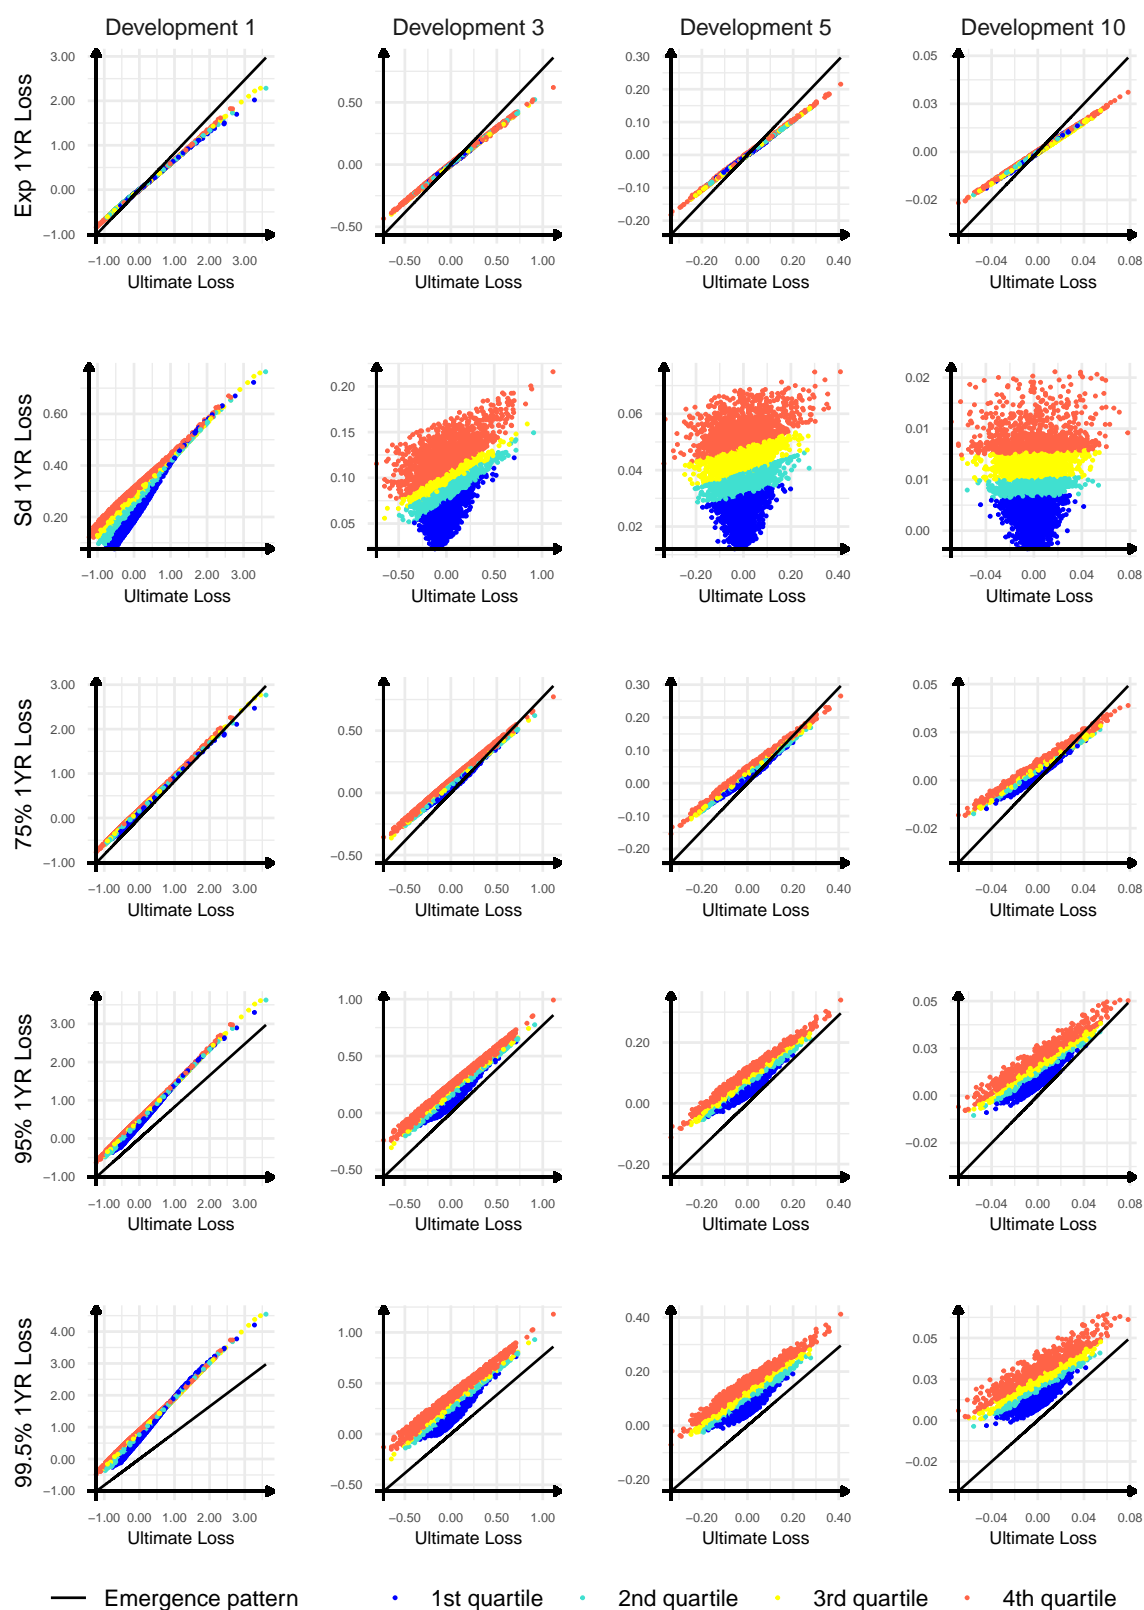 Development 1 Development 3 Development 5 Development 10
Exp 1YR Loss
3.00
2.00
1.00
0.00
−1.00
−1.00 0.00 1.00 2.00 3.00
Ultimate Loss
0.50
0.00
−0.50
−0.50 0.00 0.50 1.00
Ultimate Loss
0.30
0.20
0.10
0.00
−0.10
−0.20
−0.20 0.00 0.20 0.40
Ultimate Loss
0.05
0.03
0.00
−0.02
−0.04 0.00 0.04 0.08
Ultimate Loss
Sd 1YR Loss
0.60
0.40
0.20
−1.00 0.00 1.00 2.00 3.00
Ultimate Loss
0.20
0.15
0.10
0.05
−0.50 0.00 0.50 1.00
Ultimate Loss
0.06
0.04
0.02
−0.20 0.00 0.20 0.40
Ultimate Loss
0.02
0.01
0.01
0.00
−0.04 0.00 0.04 0.08
Ultimate Loss
75% 1YR Loss
3.00
2.00
1.00
0.00
−1.00
−1.00 0.00 1.00 2.00 3.00
Ultimate Loss
0.50
0.00
−0.50
−0.50 0.00 0.50 1.00
Ultimate Loss
0.30
0.20
0.10
0.00
−0.10
−0.20
−0.20 0.00 0.20 0.40
Ultimate Loss
0.05
0.03
0.00
−0.02
−0.04 0.00 0.04 0.08
Ultimate Loss
95% 1YR Loss
3.00
2.00
1.00
0.00
−1.00
−1.00 0.00 1.00 2.00 3.00
Ultimate Loss
1.00
0.50
0.00
−0.50
−0.50 0.00 0.50 1.00
Ultimate Loss
0.20
0.00
−0.20
−0.20 0.00 0.20 0.40
Ultimate Loss
0.05
0.03
0.00
−0.02
−0.04 0.00 0.04 0.08
Ultimate Loss
99.5% 1YR Loss
4.00
3.00
2.00
1.00
0.00
−1.00
−1.00 0.00 1.00 2.00 3.00
Ultimate Loss
1.00
0.50
0.00
−0.50
−0.50 0.00 0.50 1.00
Ultimate Loss
0.40
0.20
0.00
−0.20
−0.20 0.00 0.20 0.40
Ultimate Loss
0.05
0.03
0.00
−0.02
−0.04 0.00 0.04 0.08
Ultimate Loss
Emergence pattern 1st quartile 2nd quartile 3rd quartile 4th quartile